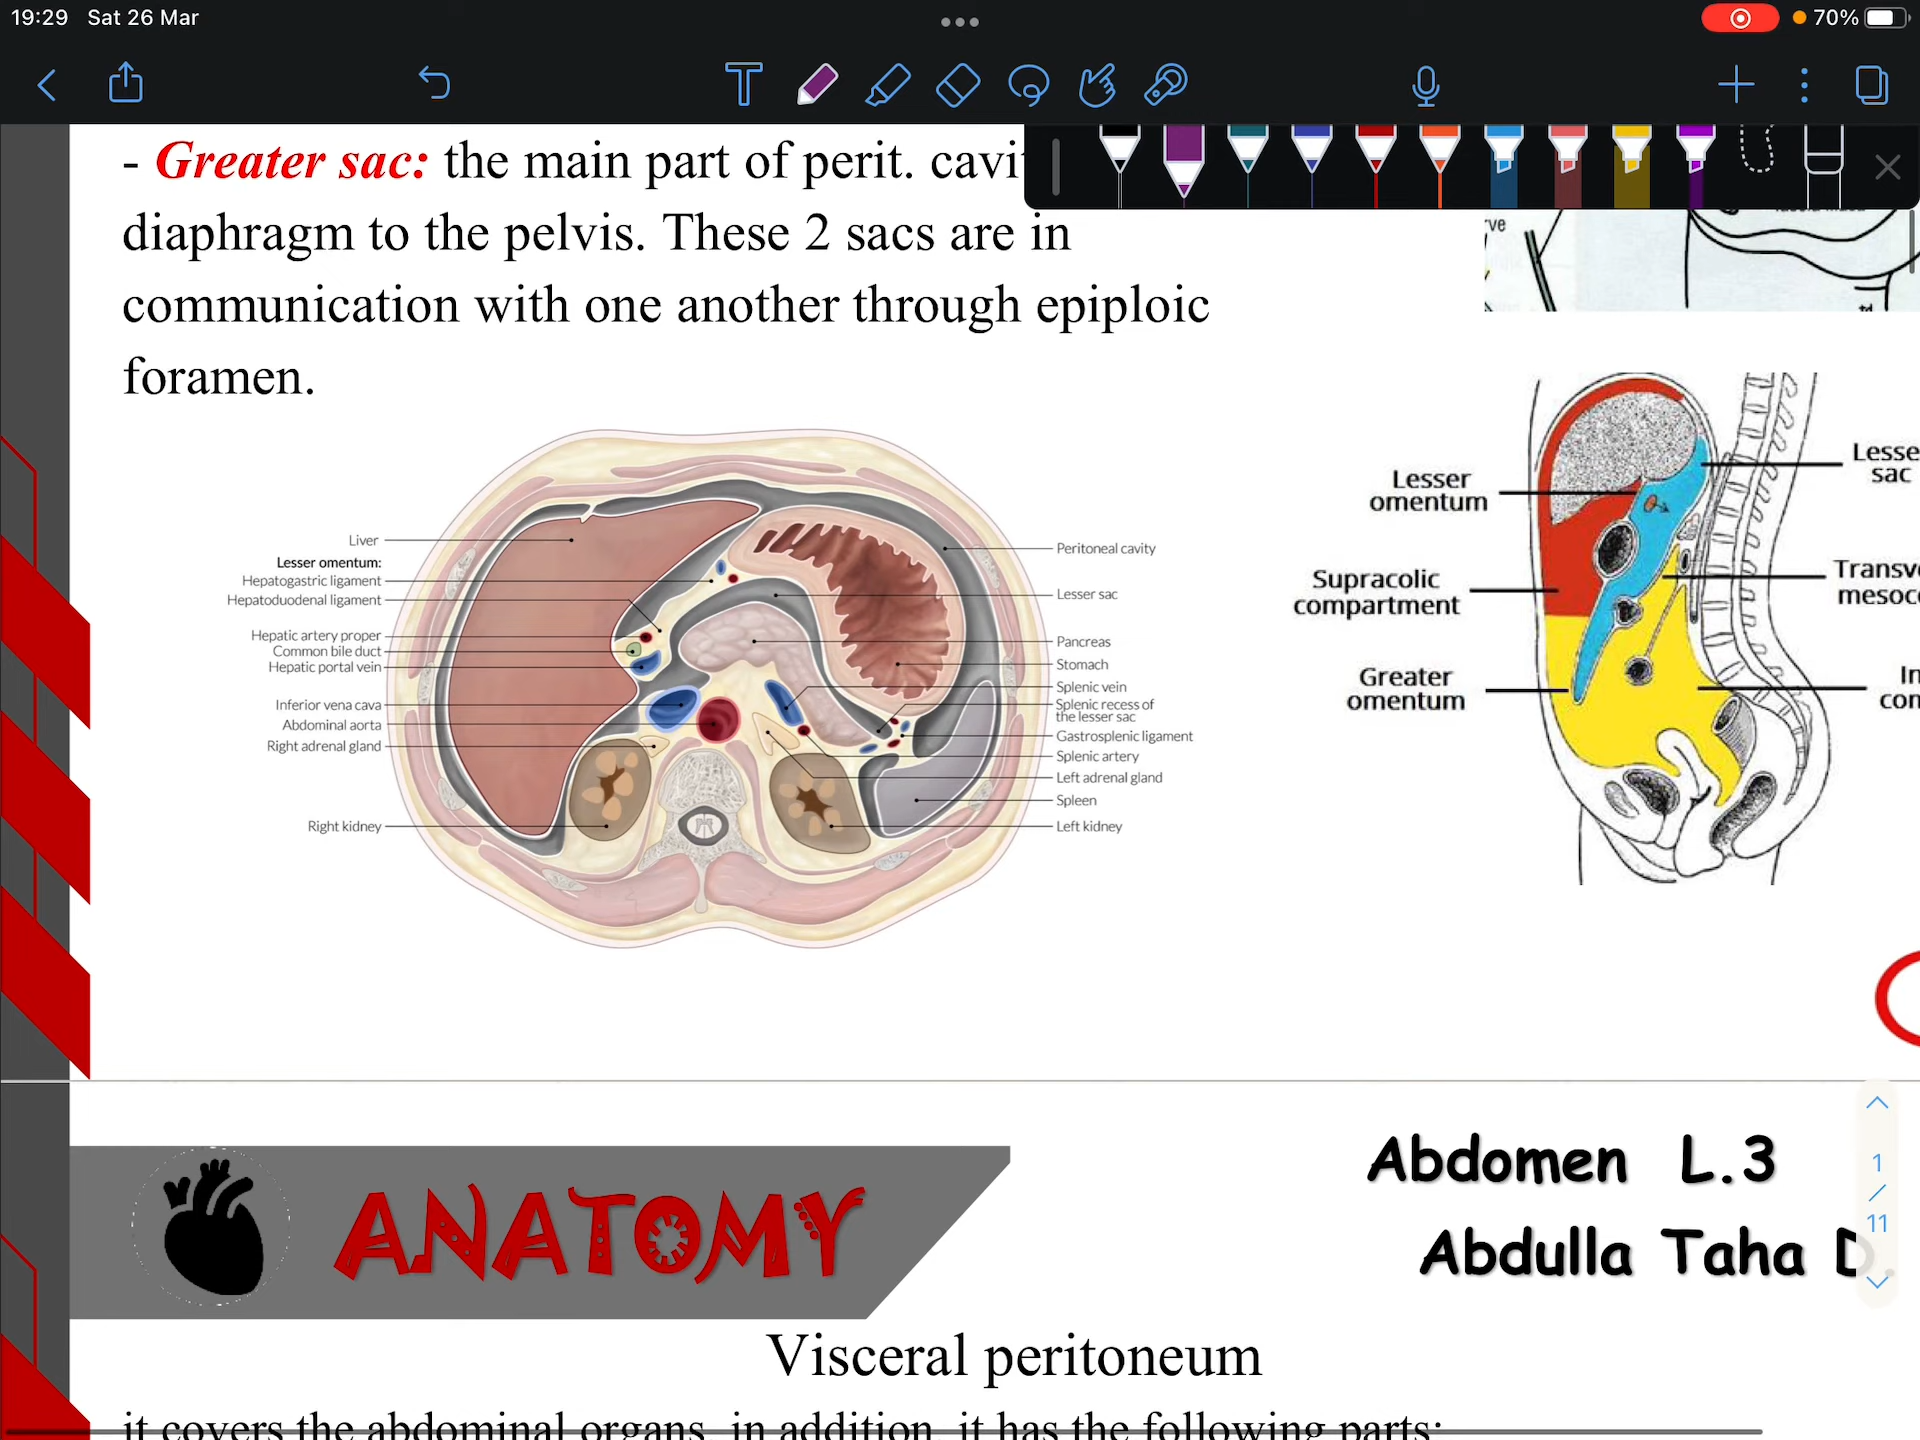 19:29 Sat 26 Mar
70%
- Greater sac: the main part of perit.
diaphragm to the pelvis. These 2 sacs are in
communication with one another through epiploic
foramen.
Liver
Lesser omentum:
Hepatogastric ligament
Hepatoduodenal ligament
Hepatic artery proper
Common bile duct
Hepatic portal vein
Inferior vena cava
Abdominal aorta
Right adrenal gland
Right kidney
Peritoneal cavity
Lesser sac
Pancreas
Stomach
Splenic vein
Splenic recess of
the lesser sac
Gastrosplenic ligament
Splenic artery
Left adrenal gland
Spleen
Left kidney
Lesser
omentum
Supracolic
compartment
Greater
omentum
sac
Abdomen L.3
Abdulla Taha D.
ANATOMY
1
/
11
Visceral peritoneum
it covers the abdominal organs, in addition, it has the following parts: